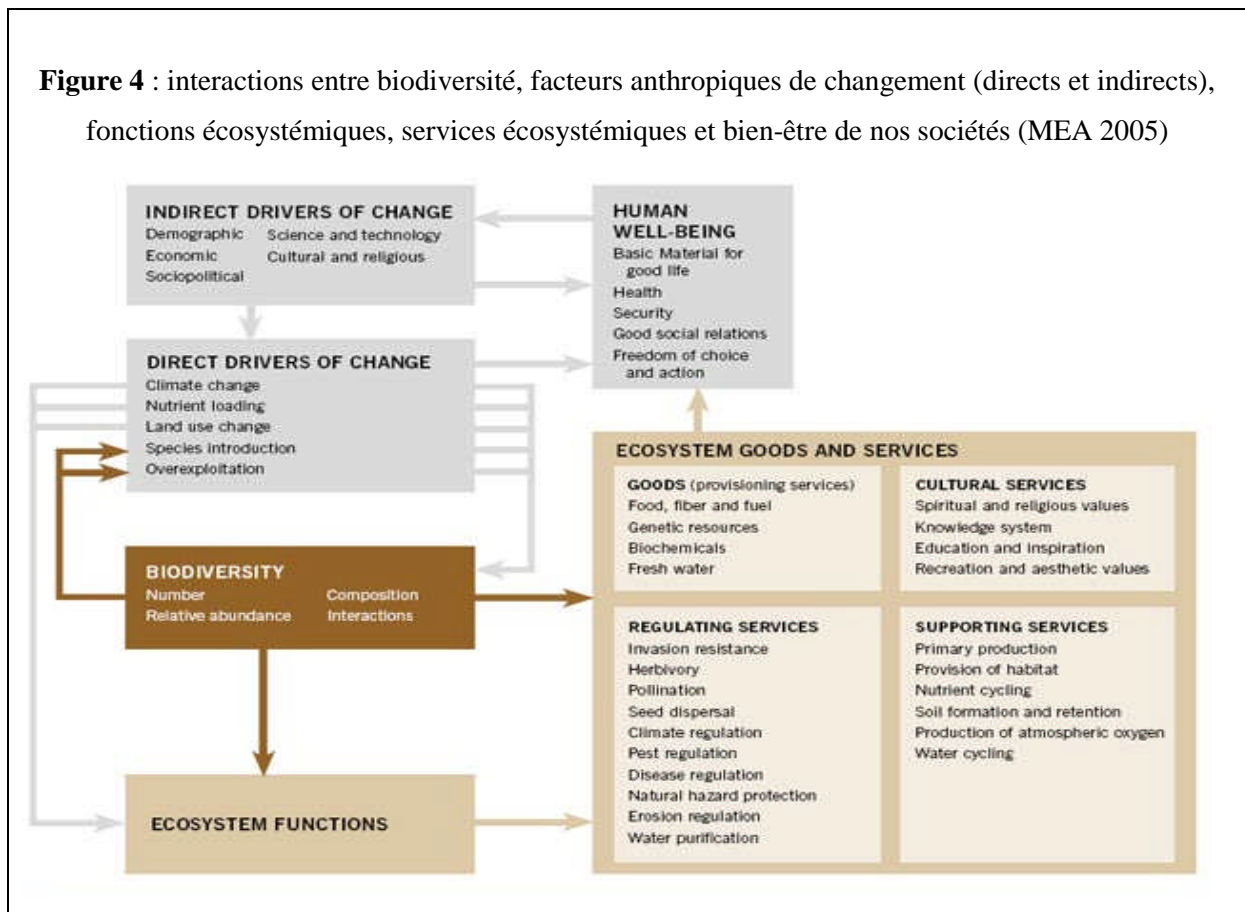 Figure 4 : interactions entre biodiversité, facteurs anthropiques de changement (directs et indirects),
fonctions écosystémiques, services écosystémiques et bien-être de nos sociétés (MEA 2005)
INDIRECT DRIVERS OF CHANGE
Demographic Science and technology
Economic Cultural and religious
Sociopolitical
HUMAN
WELL-BEING
Basic Material for
good life
Health
Security
Good social relations
Freedom of choice
and action
DIRECT DRIVERS OF CHANGE
Climate change
Nutrient loading
Land use change
Species introduction
Overexploitation
BIODIVERSITY
Number Composition
Relative abundance Interactions
ECOSYSTEM FUNCTIONS
ECOSYSTEM GOODS AND SERVICES
GOODS (provisioning services)
Food, fiber and fuel
Genetic resources
Biochemicals
Fresh water
CULTURAL SERVICES
Spiritual and religious values
Knowledge system
Education and inspiration
Recreation and aesthetic values
REGULATING SERVICES
Invasion resistance
Herbivory
Pollination
Seed dispersal
Climate regulation
Pest regulation
Disease regulation
Natural hazard protection
Erosion regulation
Water purification
SUPPORTING SERVICES
Primary production
Provision of habitat
Nutrient cycling
Soil formation and retention
Production of atmospheric oxygen
Water cycling